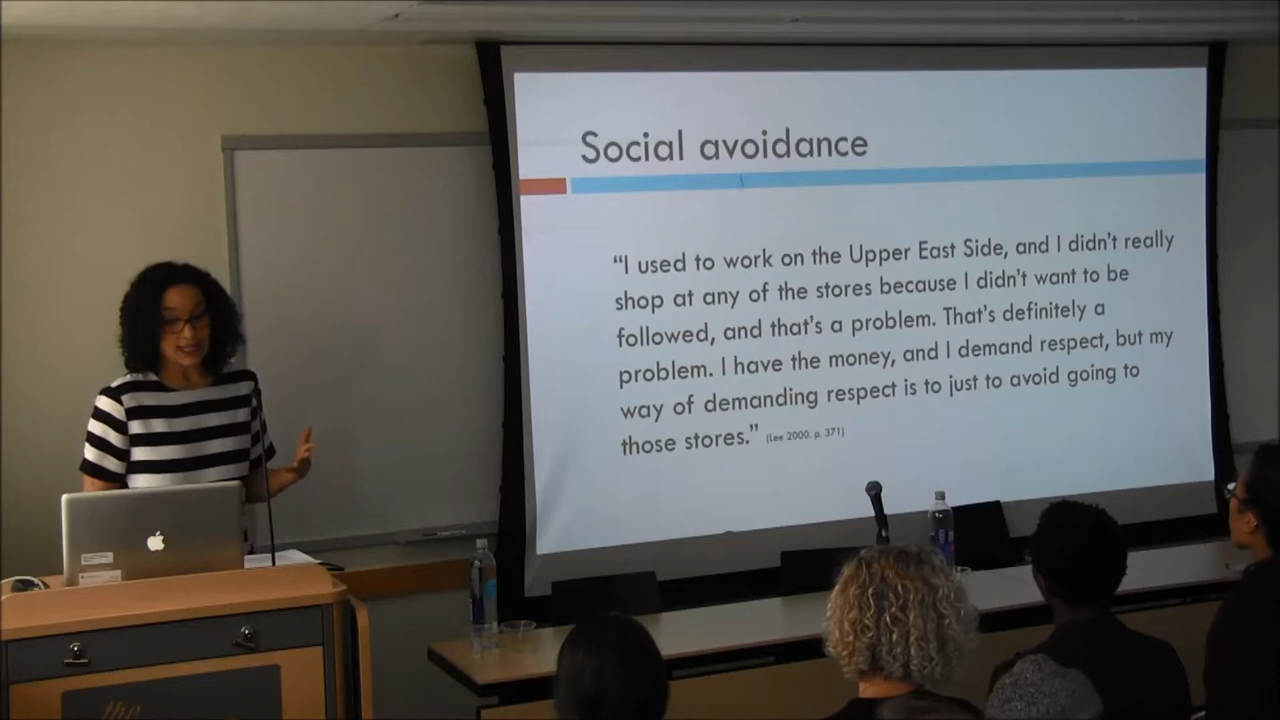 Social avoidance
“I used to work on the Upper East Side, and I didn’t really
shop at any of the stores because I didn’t want to be
followed, and that’s a problem. That’s definitely a
problem. I have the money, and I demand respect, but my
way of demanding respect is to just to avoid going to
those stores.” (Lee 2000. p. 371)
the